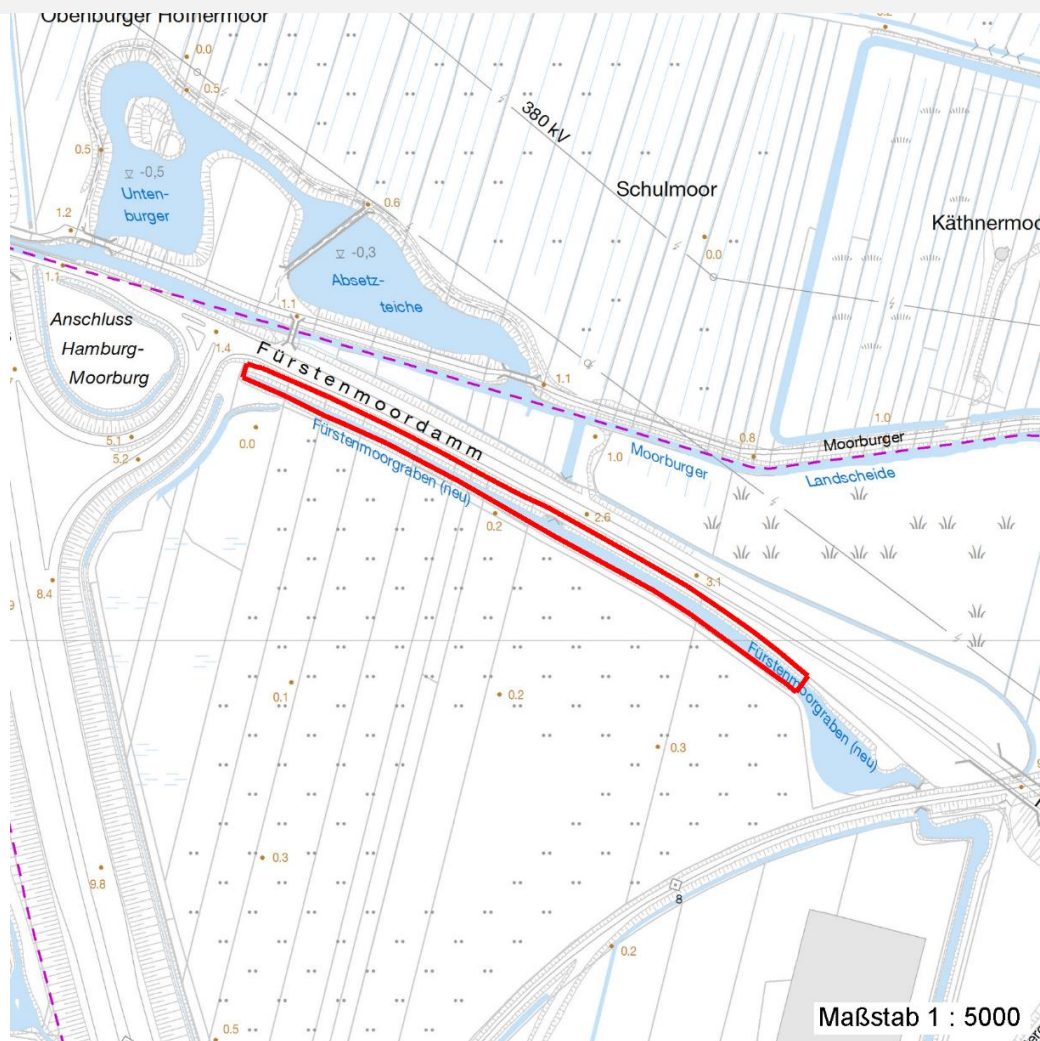 Obenburger Hofnermoor
0.0
0.5
0.5
-0,5
Unten-
burger
1.2
380 kV
0.6
Schulmoor
0.0
Käthnermoo
-0,3
Absetz-
teiche
1.1
1.1
Anschluss
Hamburg-
Moorburg
1.4
Fürstenmoordamm
1.1
0.0
5.1
5.2
Fürstenmoorgraben (neu)
1.0
Moorburger
0.8
1.0
Moorburger
Landscheide
0.2
2.6
8.4
3.1
Fürstenmoorgraben (neu)
0.1
0.2
0.3
0.3
9.8
8
0.2
0.5
Maßstab 1 : 5000